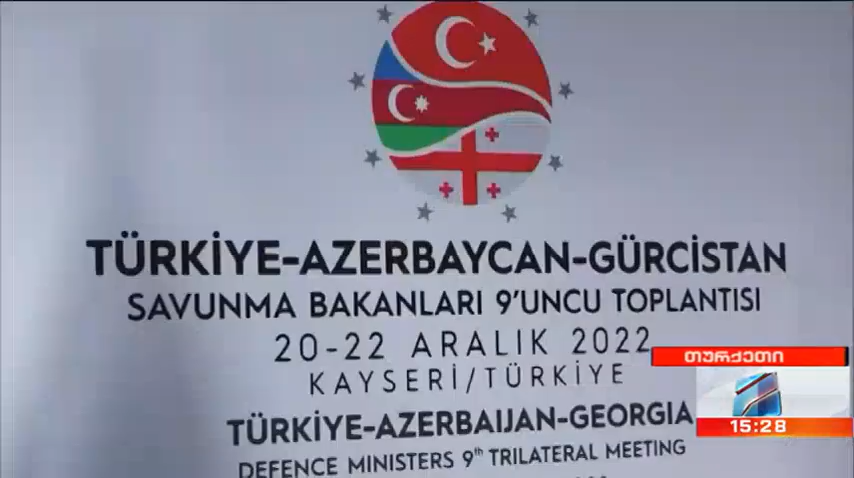 TÜRKİYE-AZERBAYCAN-GÜRCİSTAN
SAVUNMA BAKANLARI 9'UNCU TOPLANTISI
20-22 ARALIK 2022
KAYSERİ/TÜRKİYE
TÜRKİYE-AZERBAIJAN-GEORGIA
DEFENCE MINISTERS 9th TRILATERAL MEETING
თურქეთი
15:28